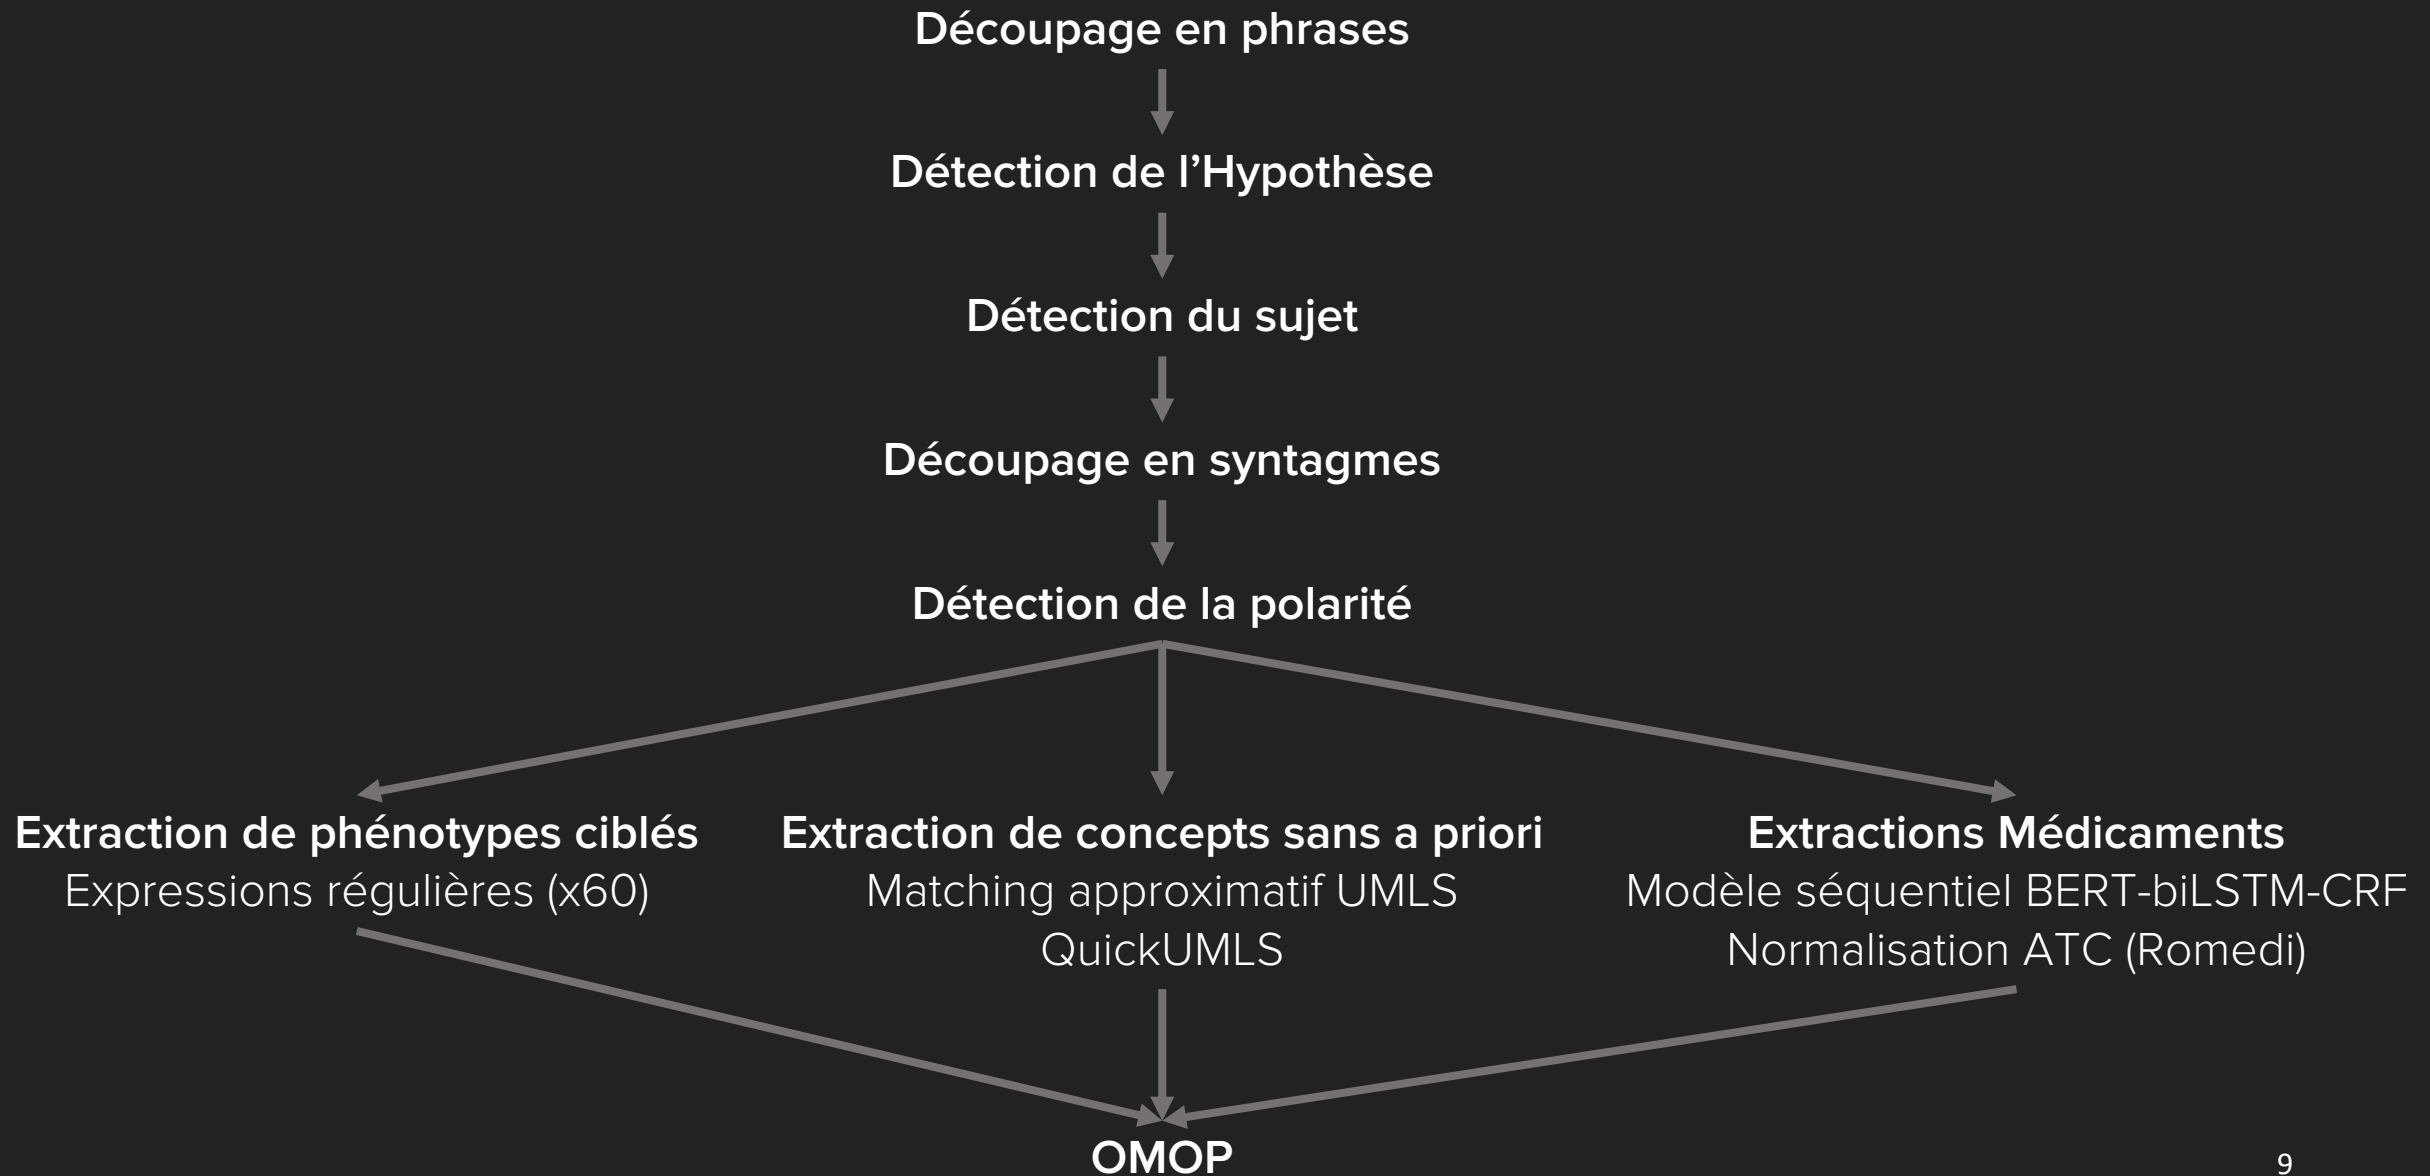 Découpage en phrases
Détection de l’Hypothèse
Détection du sujet
Découpage en syntagmes
Détection de la polarité
Extraction de phénotypes ciblés
Expressions régulières (x60)
Extraction de concepts sans a priori
Matching approximatif UMLS
QuickUMLS
Extractions Médicaments
Modèle séquentiel BERT-biLSTM-CRF
Normalisation ATC (Romedi)
OMOP
9